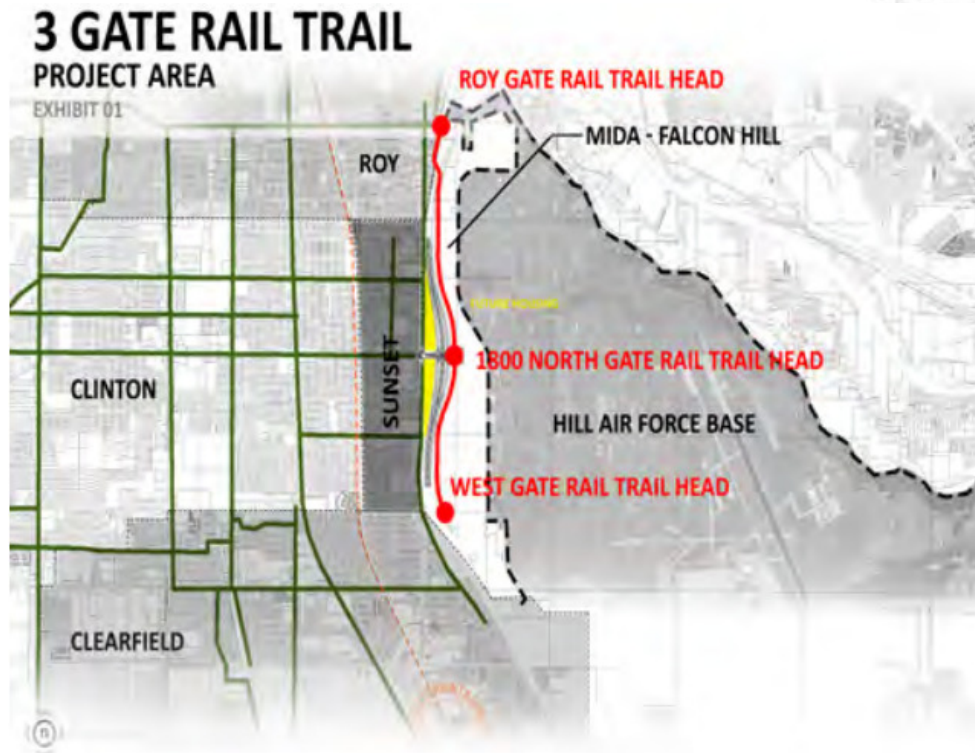 3 GATE RAIL TRAIL
PROJECT AREA
EXHIBIT 01
ROY GATE RAIL TRAIL HEAD
MIDA - FALCON HILL
ROY
SUNSET
1800 NORTH GATE RAIL TRAIL HEAD
CLINTON
HILL AIR FORCE BASE
WEST GATE RAIL TRAIL HEAD
CLEARFIELD
n